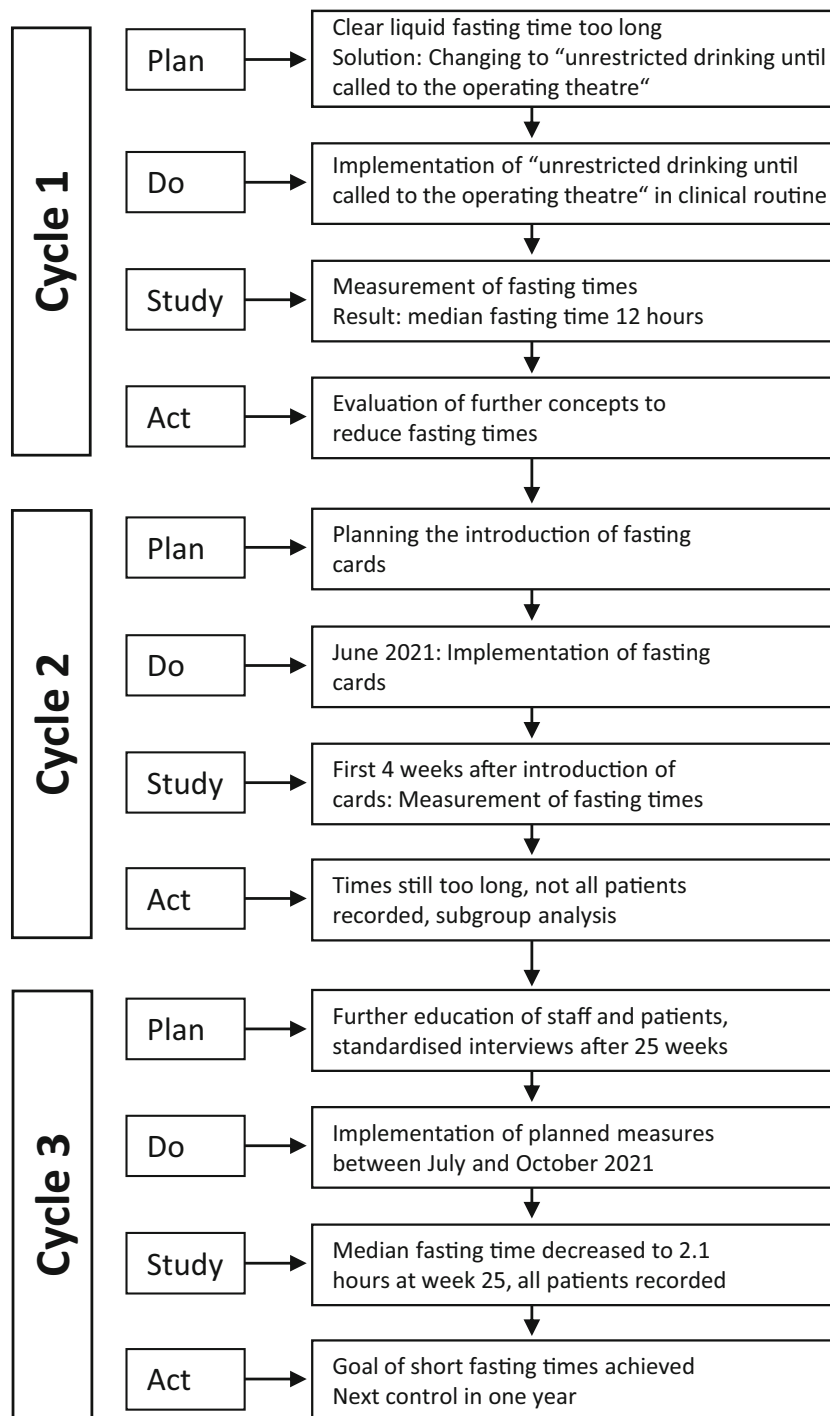 Cycle 1
Plan
Clear liquid fasting time too long
Solution: Changing to “unrestricted drinking until
called to the operating theatre“
Do
Implementation of “unrestricted drinking until
called to the operating theatre“ in clinical routine
Study
Measurement of fasting times
Result: median fasting time 12 hours
Act
Evaluation of further concepts to
reduce fasting times
Cycle 2
Plan
Planning the introduction of fasting
cards
Do
June 2021: Implementation of fasting
cards
Study
First 4 weeks after introduction of
cards: Measurement of fasting times
Act
Times still too long, not all patients
recorded, subgroup analysis
Cycle 3
Plan
Further education of staff and patients,
standardised interviews after 25 weeks
Do
Implementation of planned measures
between July and October 2021
Study
Median fasting time decreased to 2.1
hours at week 25, all patients recorded
Act
Goal of short fasting times achieved
Next control in one year